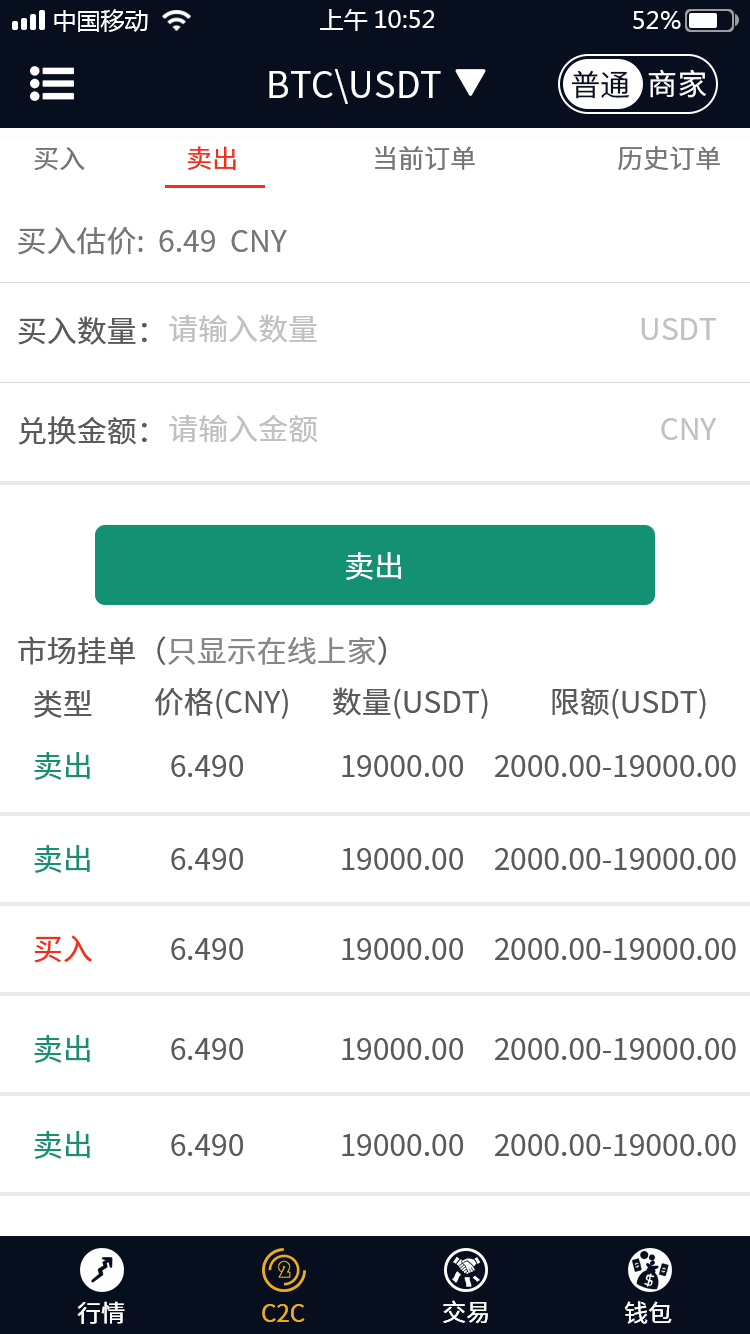 中国移动 上午 10:52 52%
BTC\USDT ▼ 普通 商家
买入 卖出 当前订单 历史订单
买入估价: 6.49 CNY
买入数量： 请输入数量 USDT
兑换金额： 请输入金额 CNY
卖出
市场挂单（只显示在线上家）
类型 价格(CNY) 数量(USDT) 限额(USDT)
卖出 6.490 19000.00 2000.00-19000.00
卖出 6.490 19000.00 2000.00-19000.00
买入 6.490 19000.00 2000.00-19000.00
卖出 6.490 19000.00 2000.00-19000.00
卖出 6.490 19000.00 2000.00-19000.00
行情 C2C 交易 钱包